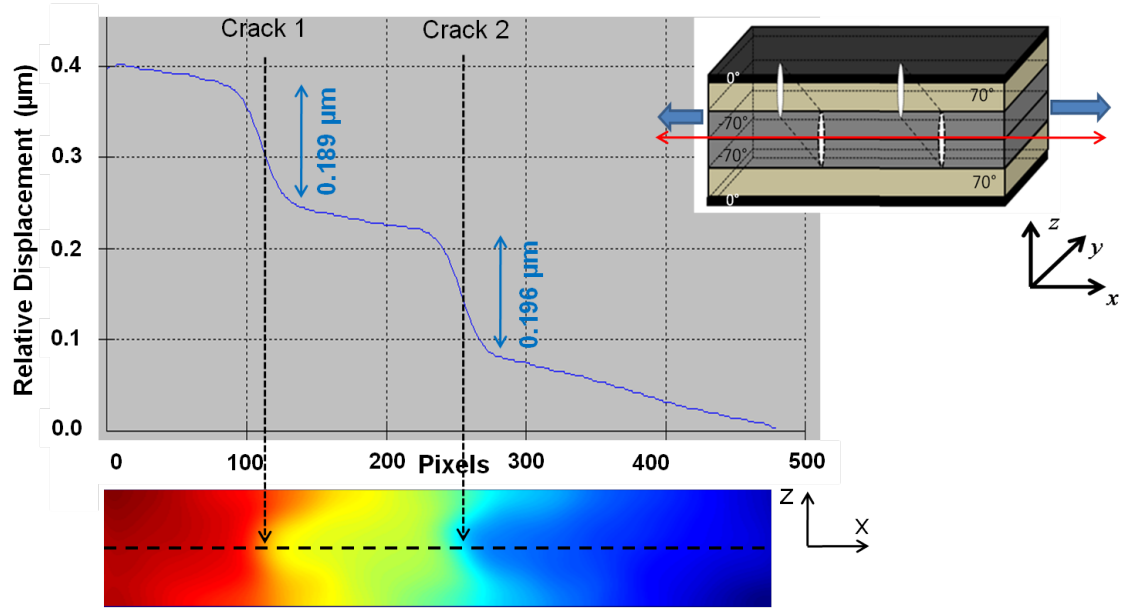 Crack 1
Crack 2
Relative Displacement (µm)
0.4
0.3
0.2
0.1
0.0
0.189 µm
0.196 µm
0
100
200
Pixels
300
400
500
0°
70°
-70°
-70°
70°
0°
z
y
x
Z
X